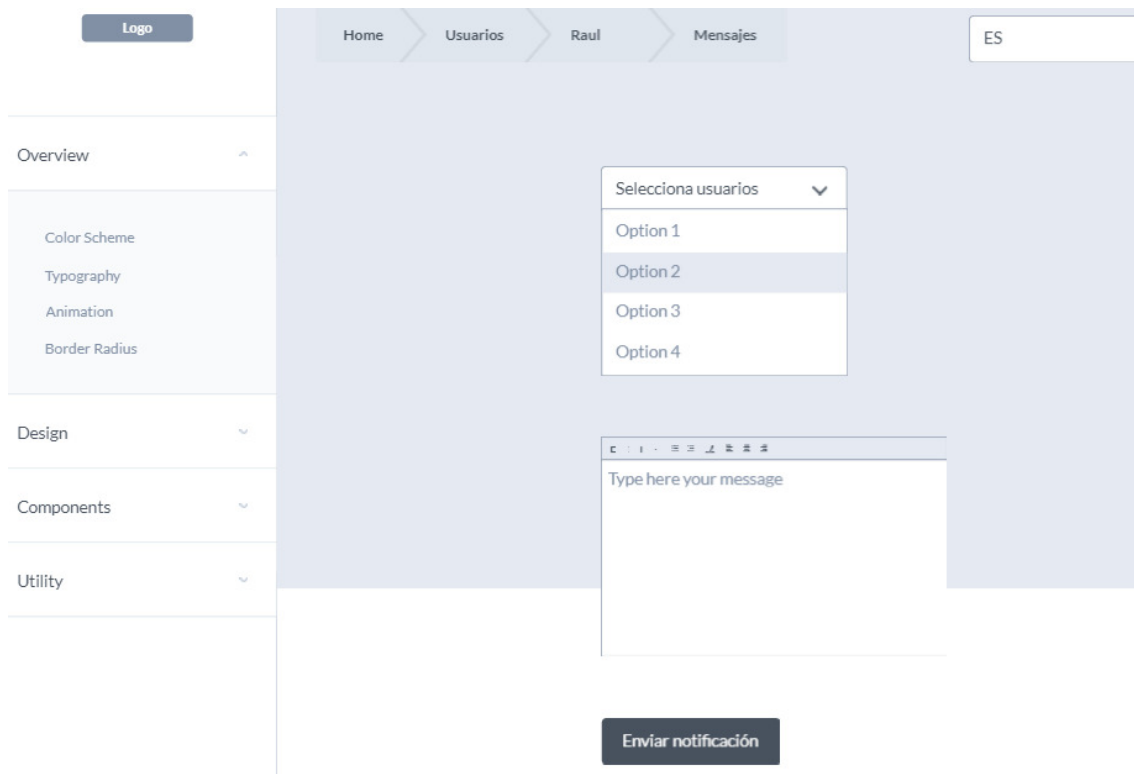 Logo
Home Usuarios Raul Mensajes
ES
Overview
Color Scheme
Typography
Animation
Border Radius
Design
Components
Utility
Selecciona usuarios
Option 1
Option 2
Option 3
Option 4
Type here your message
Enviar notificación